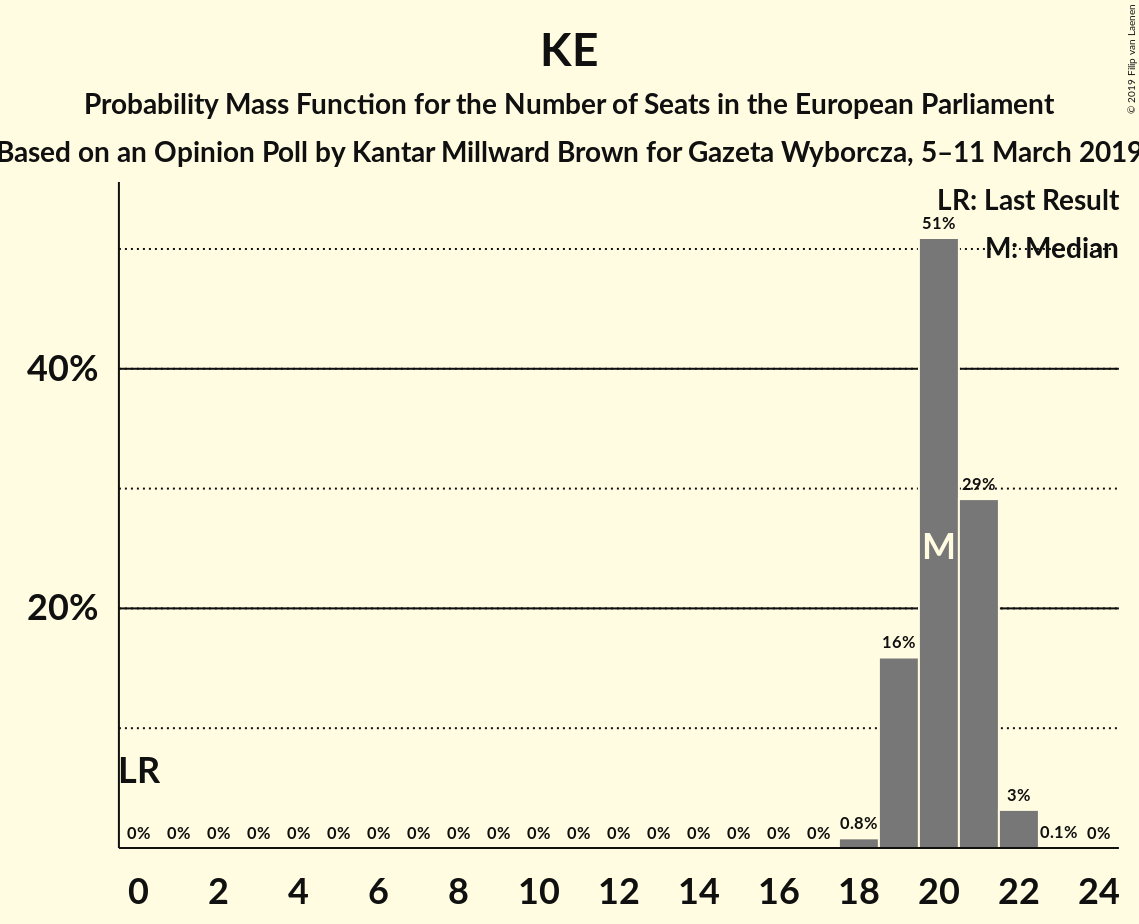 KE
Probability Mass Function for the Number of Seats in the European Parliament
Based on an Opinion Poll by Kantar Millward Brown for Gazeta Wyborcza, 5–11 March 2019
© 2019 Filip van Laenen
LR: Last Result
M: Median
51%
40%
29%
M
20%
16%
LR
3%
0% 0% 0% 0% 0% 0% 0% 0% 0% 0% 0% 0% 0% 0% 0% 0% 0% 0% 0.8% 0.1% 0%
0 2 4 6 8 10 12 14 16 18 20 22 24